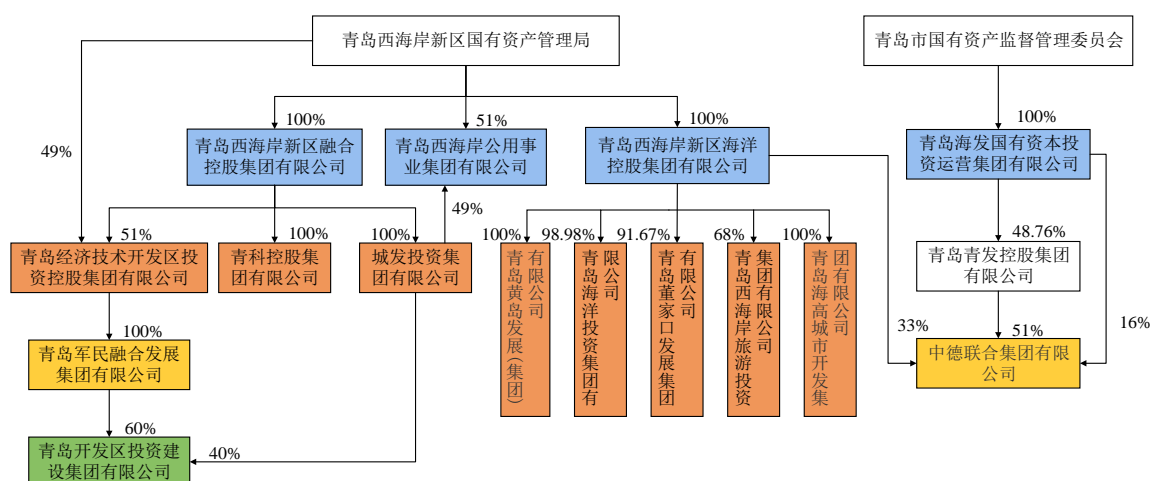 青岛西海岸新区国有资产管理局
青岛市国有资产监督管理委员会
100%
51%
100%
100%
49%
青岛西海岸新区融合
控股集团有限公司
青岛西海岸公用事
业集团有限公司
青岛西海岸新区海洋
控股集团有限公司
青岛海发国有资本投
资运营集团有限公司
49%
51%
100%
100%
100%
98.98%
91.67%
68%
100%
48.76%
青岛经济技术开发区投
资控股集团有限公司
青科控股集
团有限公司
城发投资集
团有限公司
青岛黄岛发展(集团)
有限公司
青岛海洋投资集团有
限公司
青岛董家口发展集团
有限公司
青岛西海岸旅游投资
集团有限公司
青岛海高城市开发集
团有限公司
青岛青发控股集团
有限公司
100%
33%
51%
16%
青岛军民融合发展
集团有限公司
中德联合集团有限
公司
60%
40%
青岛开发区投资建
设集团有限公司